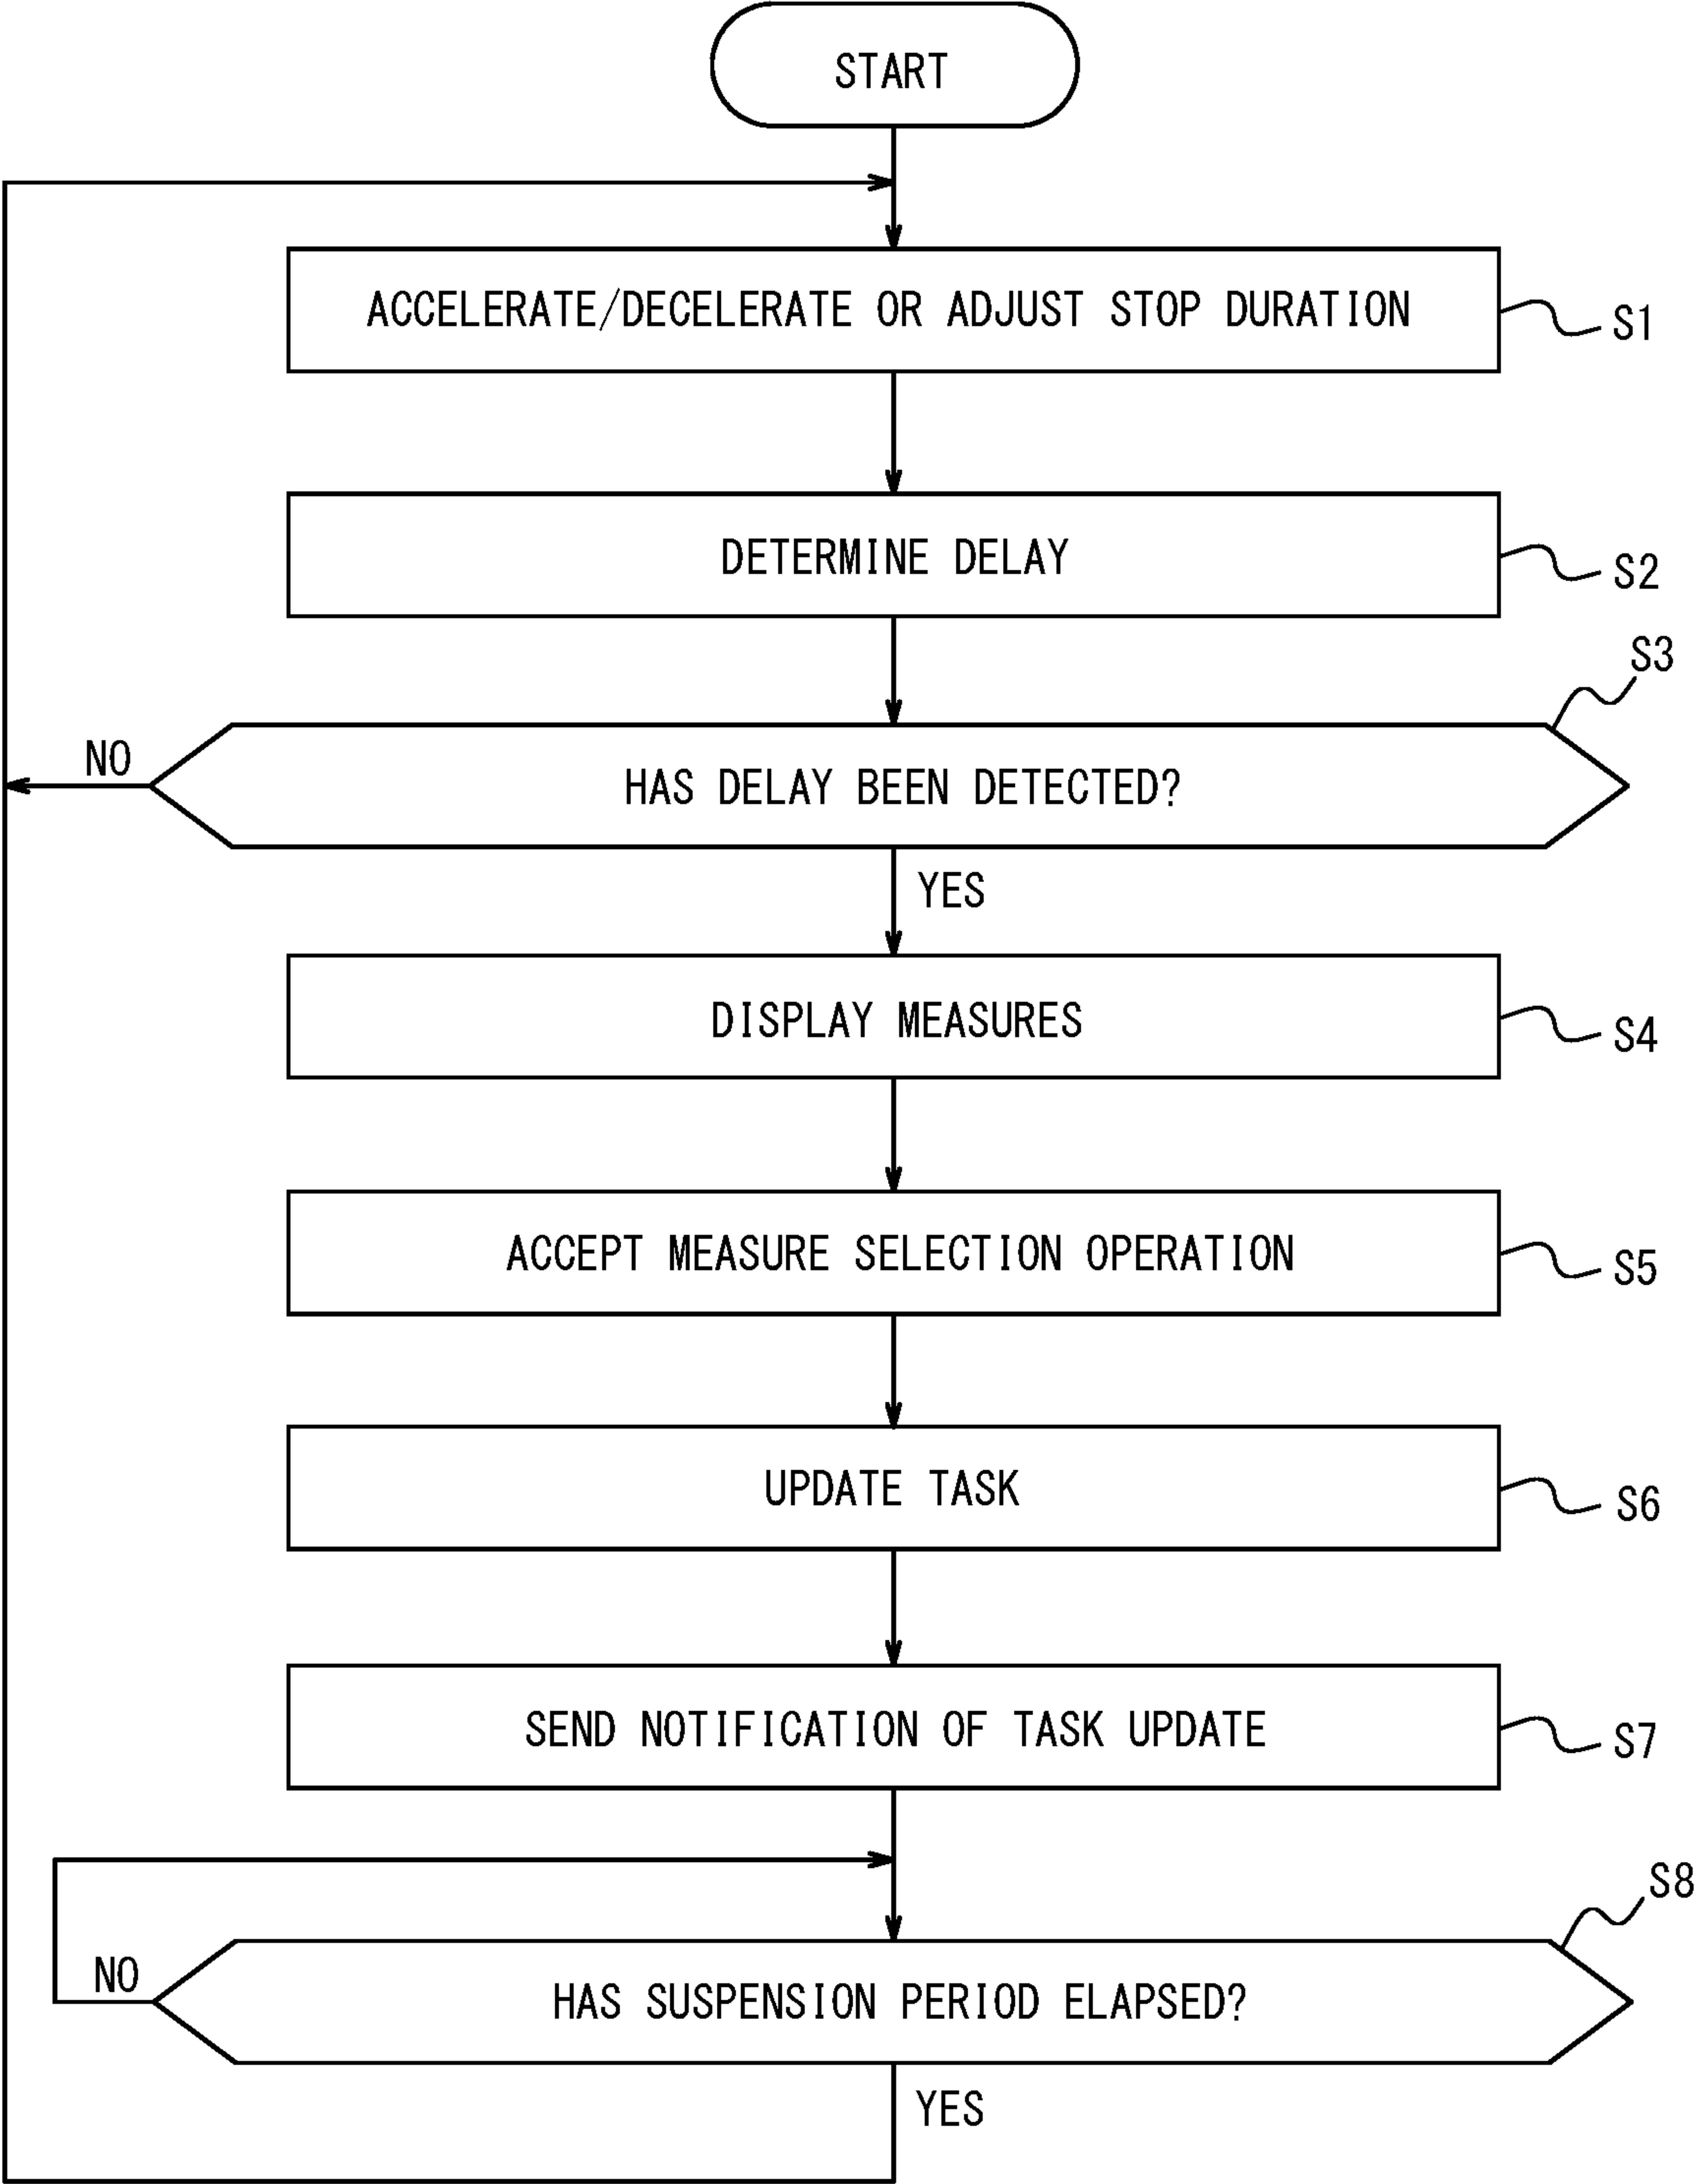 START
ACCELERATE/DECELERATE OR ADJUST STOP DURATION
S1
DETERMINE DELAY
S2
S3
NO
HAS DELAY BEEN DETECTED?
YES
DISPLAY MEASURES
S4
ACCEPT MEASURE SELECTION OPERATION
S5
UPDATE TASK
S6
SEND NOTIFICATION OF TASK UPDATE
S7
S8
NO
HAS SUSPENSION PERIOD ELAPSED?
YES